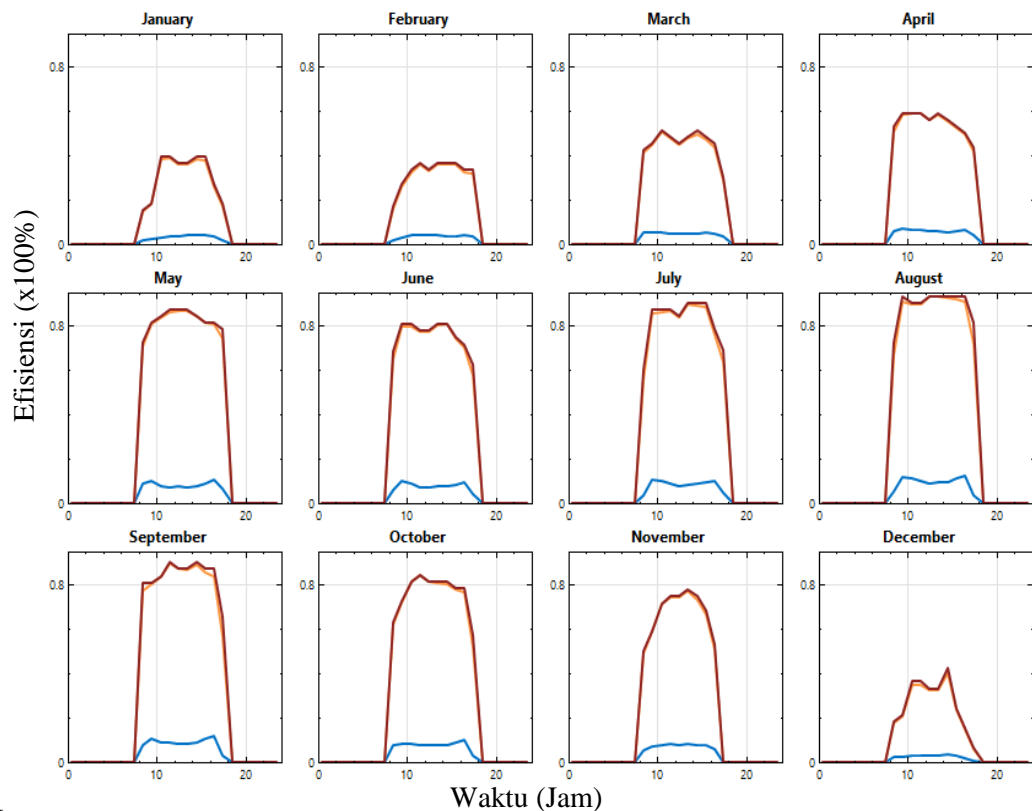 January February March April
0.8 0.8 0.8 0.8
0 0 0 0
0 10 20 0 10 20 0 10 20 0 10 20
Efisiensi (x100%)
May June July August
0.8 0.8 0.8 0.8
0 0 0 0
0 10 20 0 10 20 0 10 20 0 10 20
September October November December
0.8 0.8 0.8 0.8
0 0 0 0
0 10 20 0 10 20 0 10 20 0 10 20
Waktu (Jam)